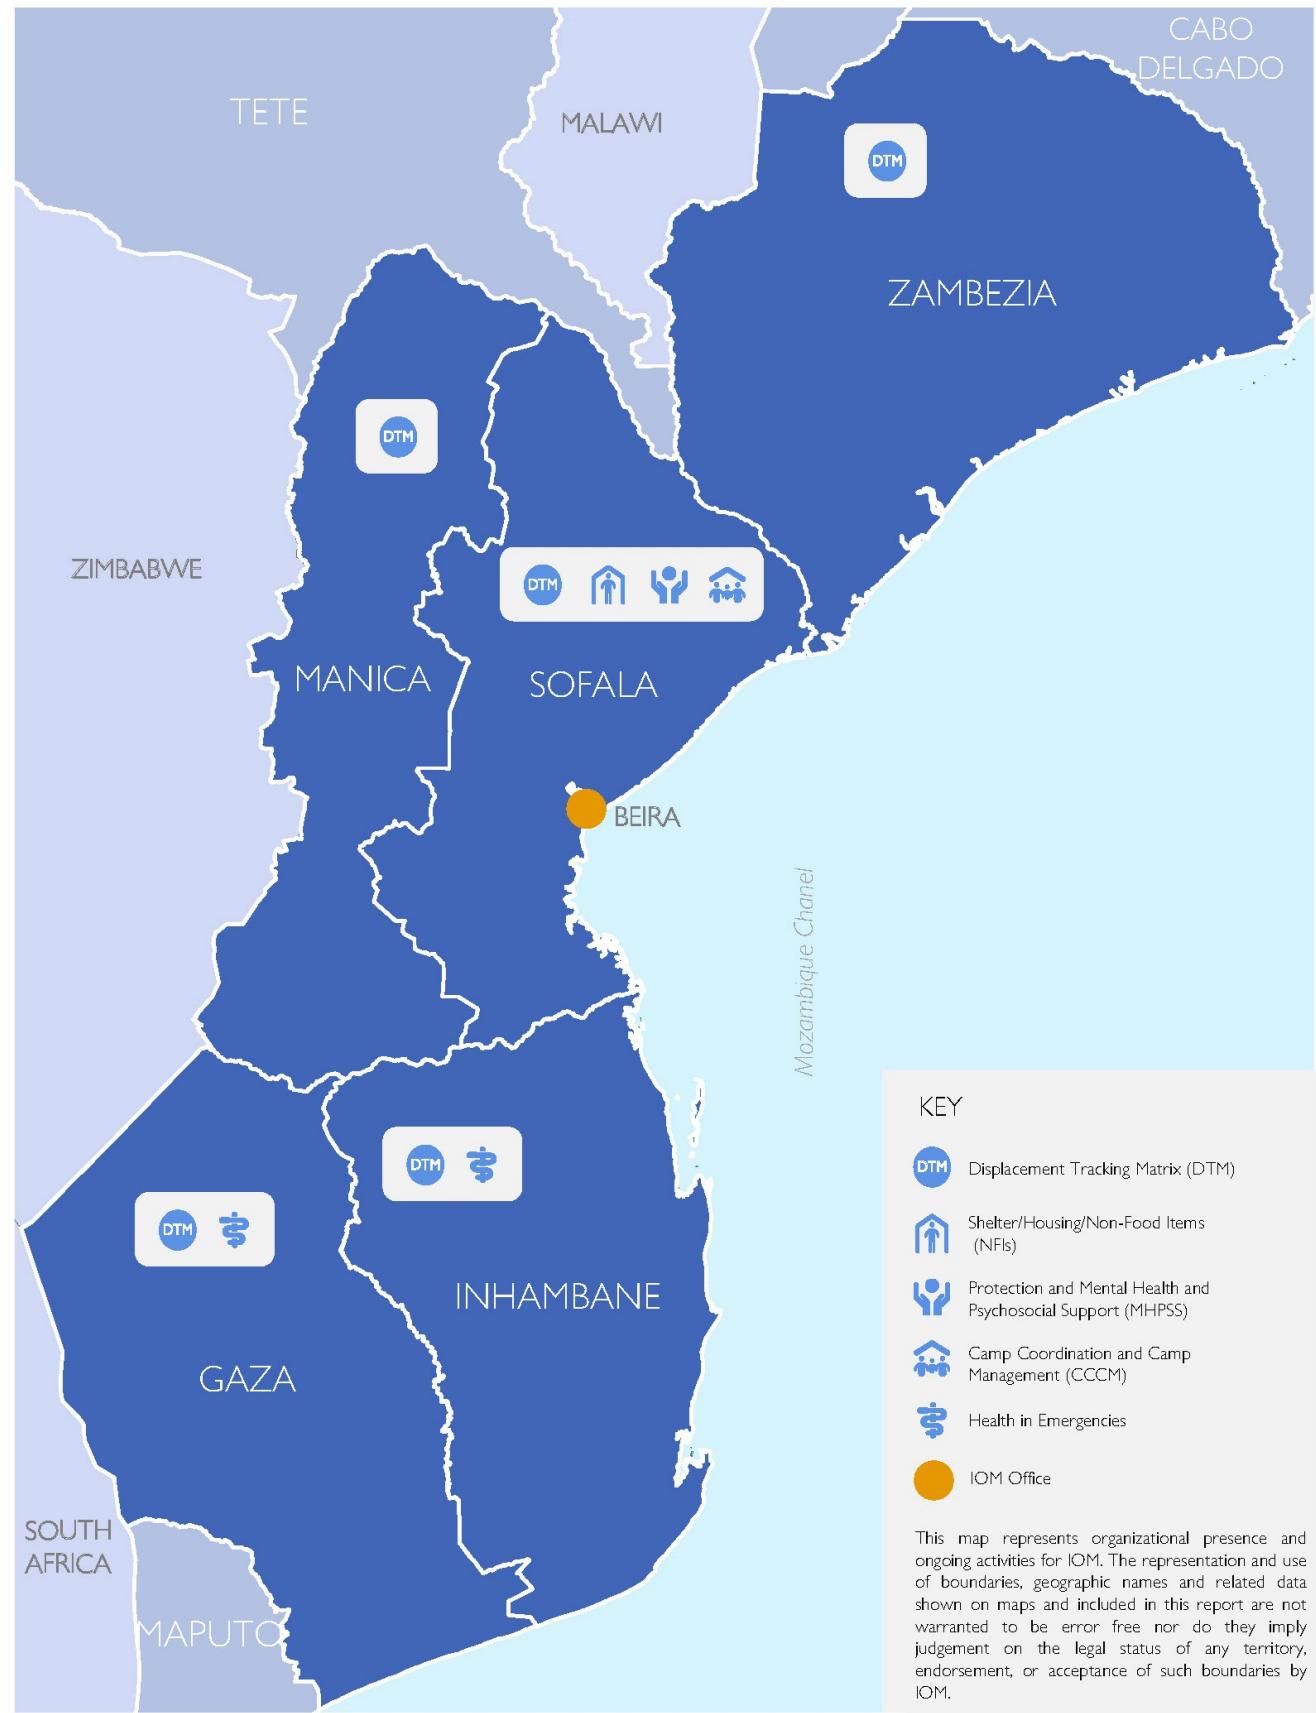 CABO
DELGADO
TETE
MALAWI
DTM
ZAMBEZIA
DTM
ZIMBABWE
DTM
MANICA
SOFALA
BEIRA
Mozambique Chanel
DTM
DTM
INHAMBANE
GAZA
SOUTH
AFRICA
MAPUTO
KEY
DTM Displacement Tracking Matrix (DTM)
Shelter/Housing/Non-Food Items
(NFIs)
Protection and Mental Health and
Psychosocial Support (MHPSS)
Camp Coordination and Camp
Management (CCCM)
Health in Emergencies
IOM Office
This map represents organizational presence and
ongoing activities for IOM. The representation and use
of boundaries, geographic names and related data
shown on maps and included in this report are not
warranted to be error free nor do they imply
judgement on the legal status of any territory,
endorsement, or acceptance of such boundaries by
IOM.